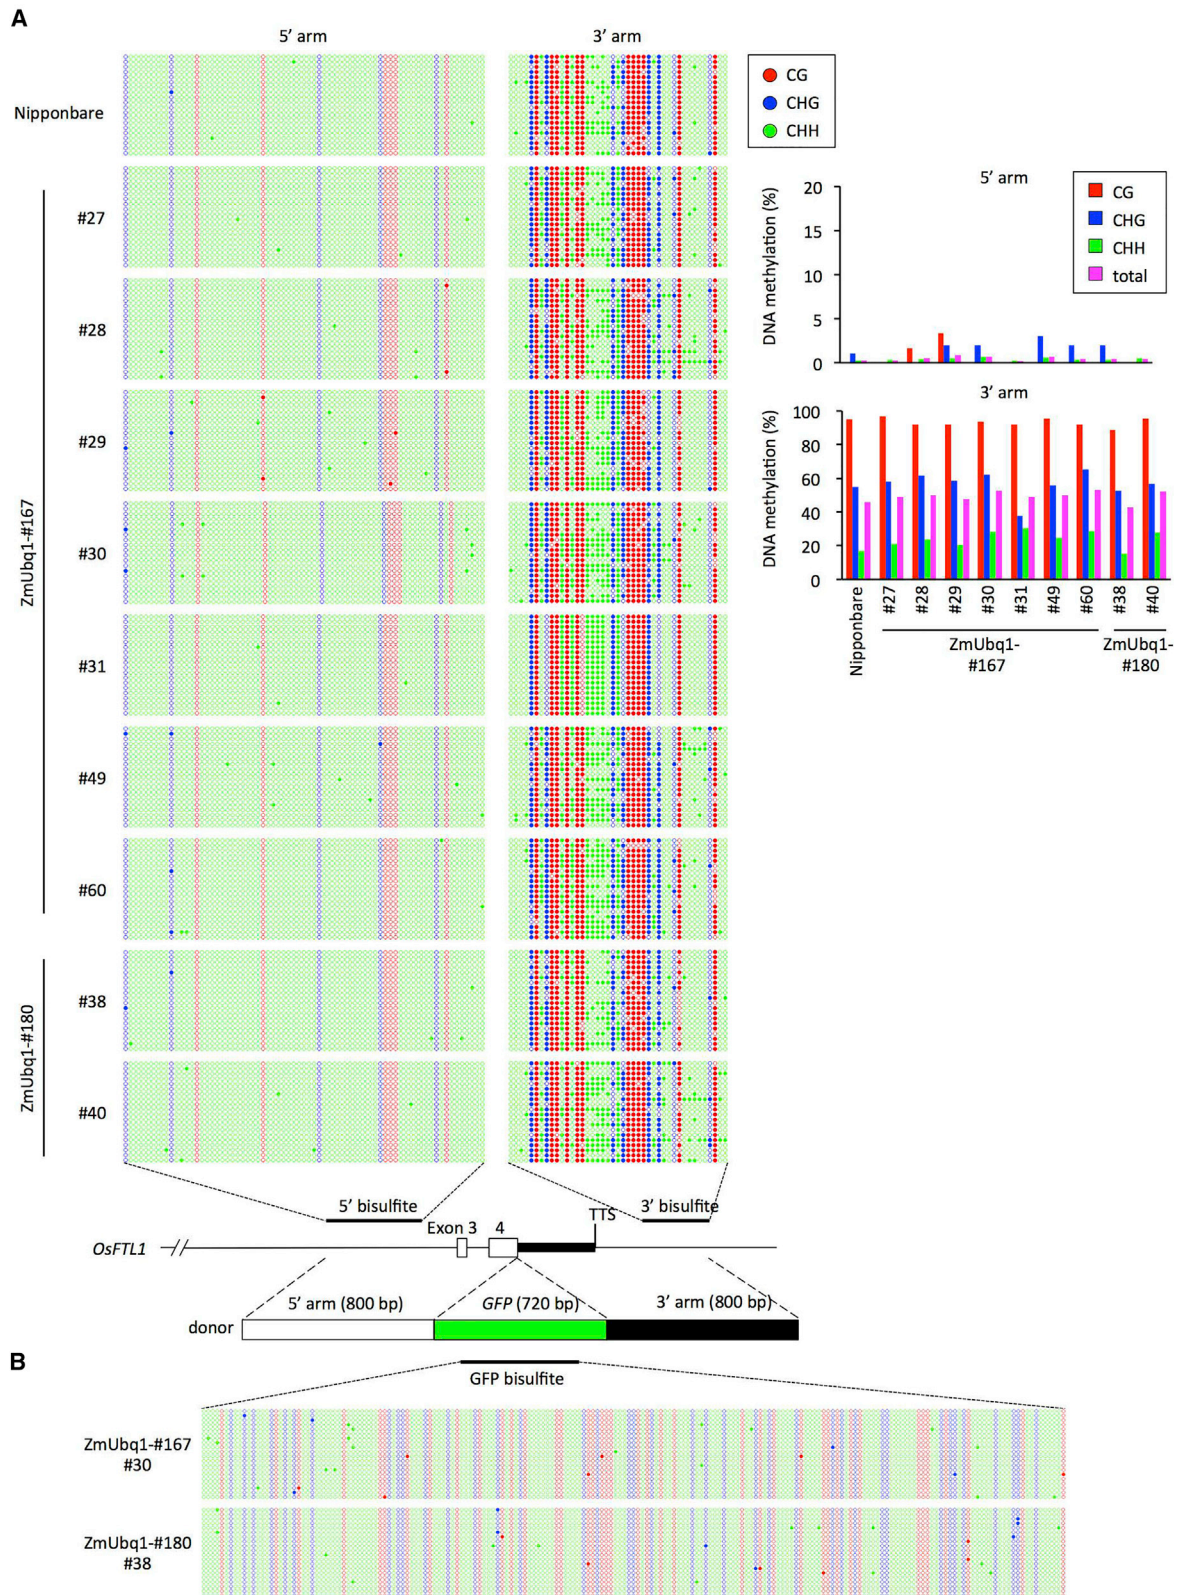 A
5’ arm
3’ arm
CG
CHG
CHH
Nipponbare
#27
#28
#29
#30
#31
#49
#60
#38
#40
ZmUbq1-#167
ZmUbq1-#180
5’ arm
DNA methylation (%)
20
15
10
5
0
CG
CHG
CHH
total
3’ arm
DNA methylation (%)
100
80
60
40
20
0
Nipponbare
#27
#28
#29
#30
#31
#49
#60
#38
#40
ZmUbq1-
#167
ZmUbq1-
#180
5’ bisulfite
3’ bisulfite
TTS
Exon 3
4
OsFTL1
5’ arm (800 bp)
GFP (720 bp)
3’ arm (800 bp)
donor
B
GFP bisulfite
ZmUbq1-#167
#30
ZmUbq1-#180
#38